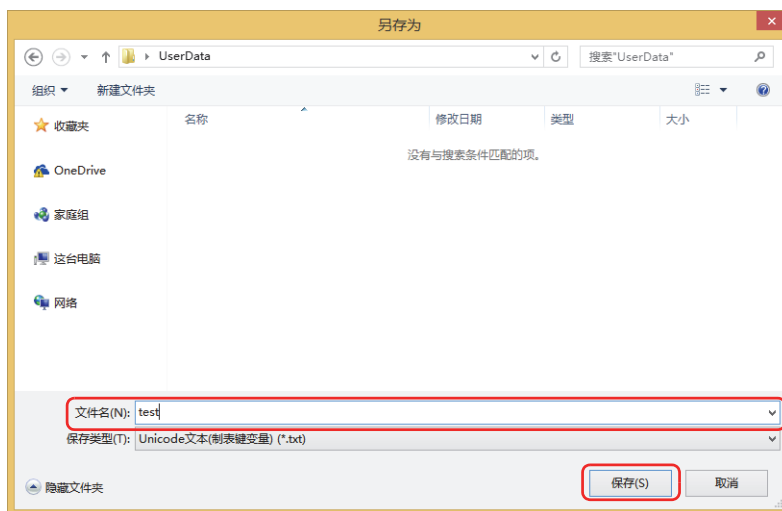 另存为
UserData
搜索"UserData"
组织 新建文件夹
名称 修改日期 类型 大小
收藏夹
没有与搜索条件匹配的项。
OneDrive
家庭组
这台电脑
网络
文件名(N): test
保存类型(T): Unicode文本(制表键变量) (*.txt)
隐藏文件夹 保存(S) 取消